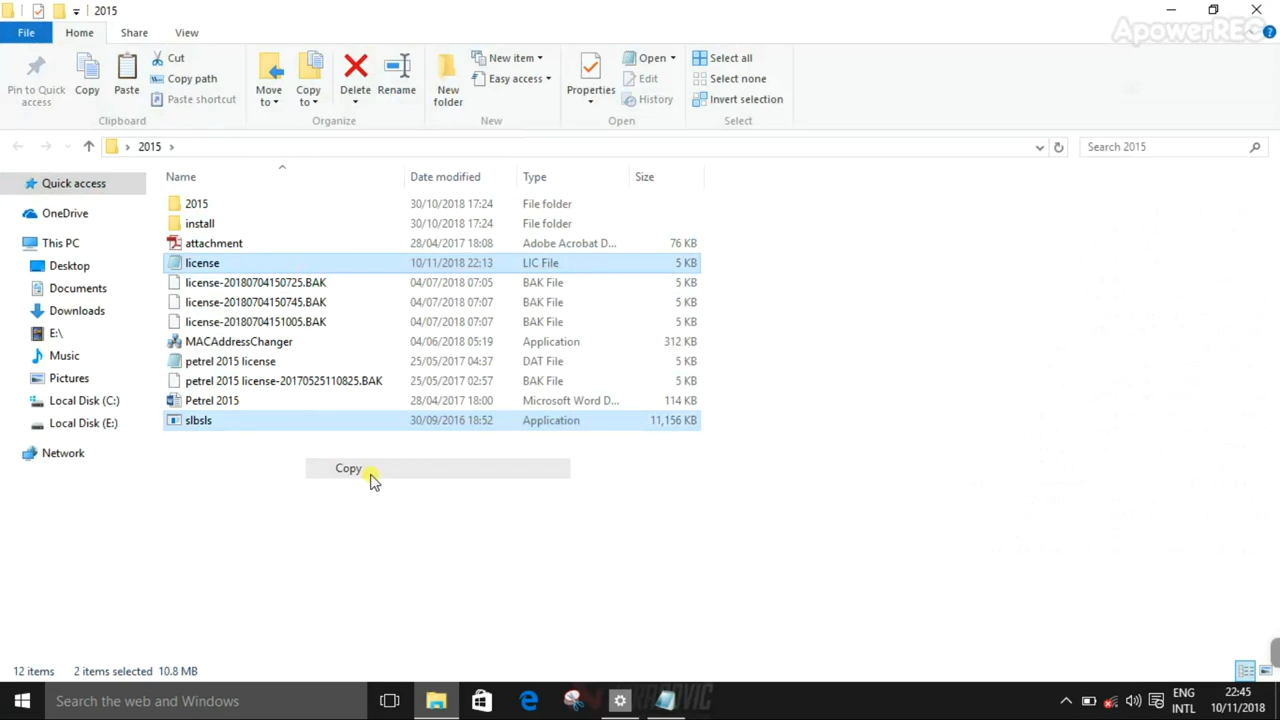 2015
ApowerREC
File Home Share View
Pin to Quick access
Copy
Paste
Cut
Copy path
Paste shortcut
Clipboard
Move to
Copy to
Delete
Rename
Organize
New folder
New item
Easy access
New
Properties
Open
Edit
History
Open
Select all
Select none
Invert selection
Select
2015
Search 2015
Quick access
OneDrive
This PC
Desktop
Documents
Downloads
E:\
Music
Pictures
Local Disk (C:)
Local Disk (E:)
Network
Name Date modified Type Size
2015 30/10/2018 17:24 File folder
install 30/10/2018 17:24 File folder
attachment 28/04/2017 18:08 Adobe Acrobat D... 76 KB
license 10/11/2018 22:13 LIC File 5 KB
license-20180704150725.BAK 04/07/2018 07:05 BAK File 5 KB
license-20180704150745.BAK 04/07/2018 07:07 BAK File 5 KB
license-20180704151005.BAK 04/07/2018 07:07 BAK File 5 KB
MACAddressChanger 04/06/2018 05:19 Application 312 KB
petrel 2015 license 25/05/2017 04:37 DAT File 5 KB
petrel 2015 license-20170525110825.BAK 25/05/2017 02:57 BAK File 5 KB
Petrel 2015 28/04/2017 18:00 Microsoft Word D... 114 KB
slbsls 30/09/2016 18:52 Application 11,156 KB
Copy
12 items 2 items selected 10.8 MB
Search the web and Windows
ENG
INTL
22:45
10/11/2018